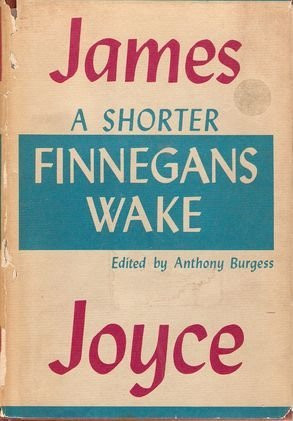 James
A SHORTER
FINNEGANS
WAKE
Edited by Anthony Burgess
Joyce